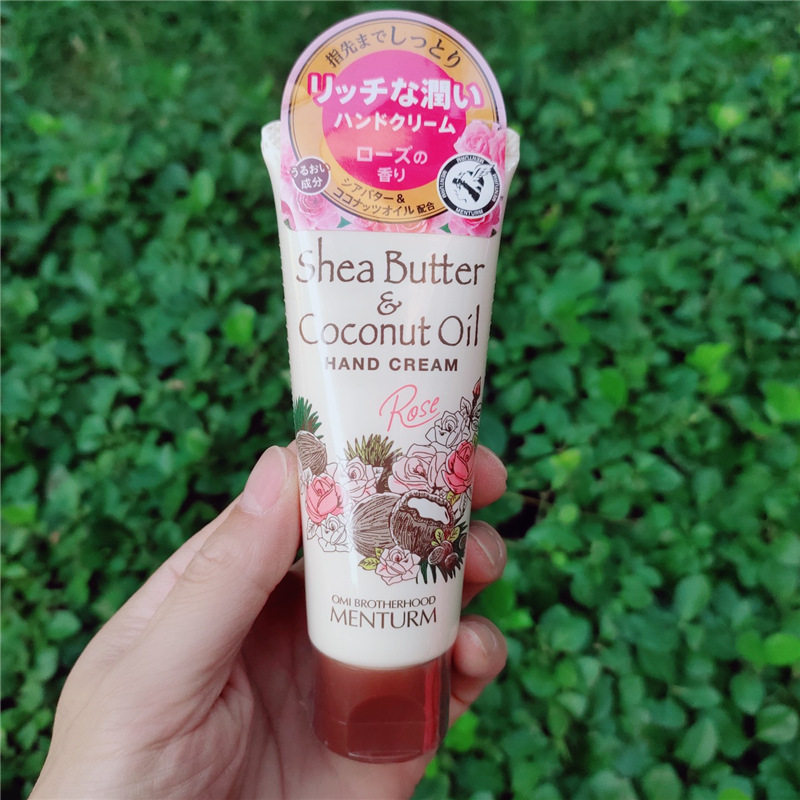 指先までしっとり
リッチな潤い
ハンドクリーム
ローズの
香り
うるおい
成分
シアバター&
ココナッツオイル配合
MENTURM
Shea Butter
&
Coconut Oil
HAND CREAM
Rose
OMI BROTHERHOOD
MENTURM